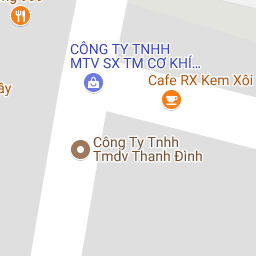 CÔNG TY TNHH
MTV SX TM CƠ KHÍ...
Cafe RX Kem Xôi
Công Ty Tnhh
Tmdv Thanh Đình